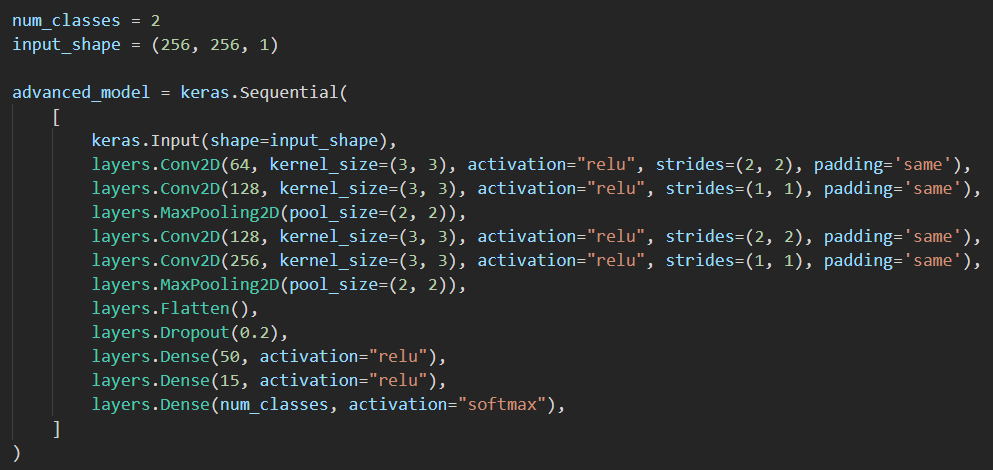 num_classes = 2
input_shape = (256, 256, 1)

advanced_model = keras.Sequential(
    [
        keras.Input(shape=input_shape),
        layers.Conv2D(64, kernel_size=(3, 3), activation="relu", strides=(2, 2), padding='same'),
        layers.Conv2D(128, kernel_size=(3, 3), activation="relu", strides=(1, 1), padding='same'),
        layers.MaxPooling2D(pool_size=(2, 2)),
        layers.Conv2D(128, kernel_size=(3, 3), activation="relu", strides=(2, 2), padding='same'),
        layers.Conv2D(256, kernel_size=(3, 3), activation="relu", strides=(1, 1), padding='same'),
        layers.MaxPooling2D(pool_size=(2, 2)),
        layers.Flatten(),
        layers.Dropout(0.2),
        layers.Dense(50, activation="relu"),
        layers.Dense(15, activation="relu"),
        layers.Dense(num_classes, activation="softmax"),
    ]
)